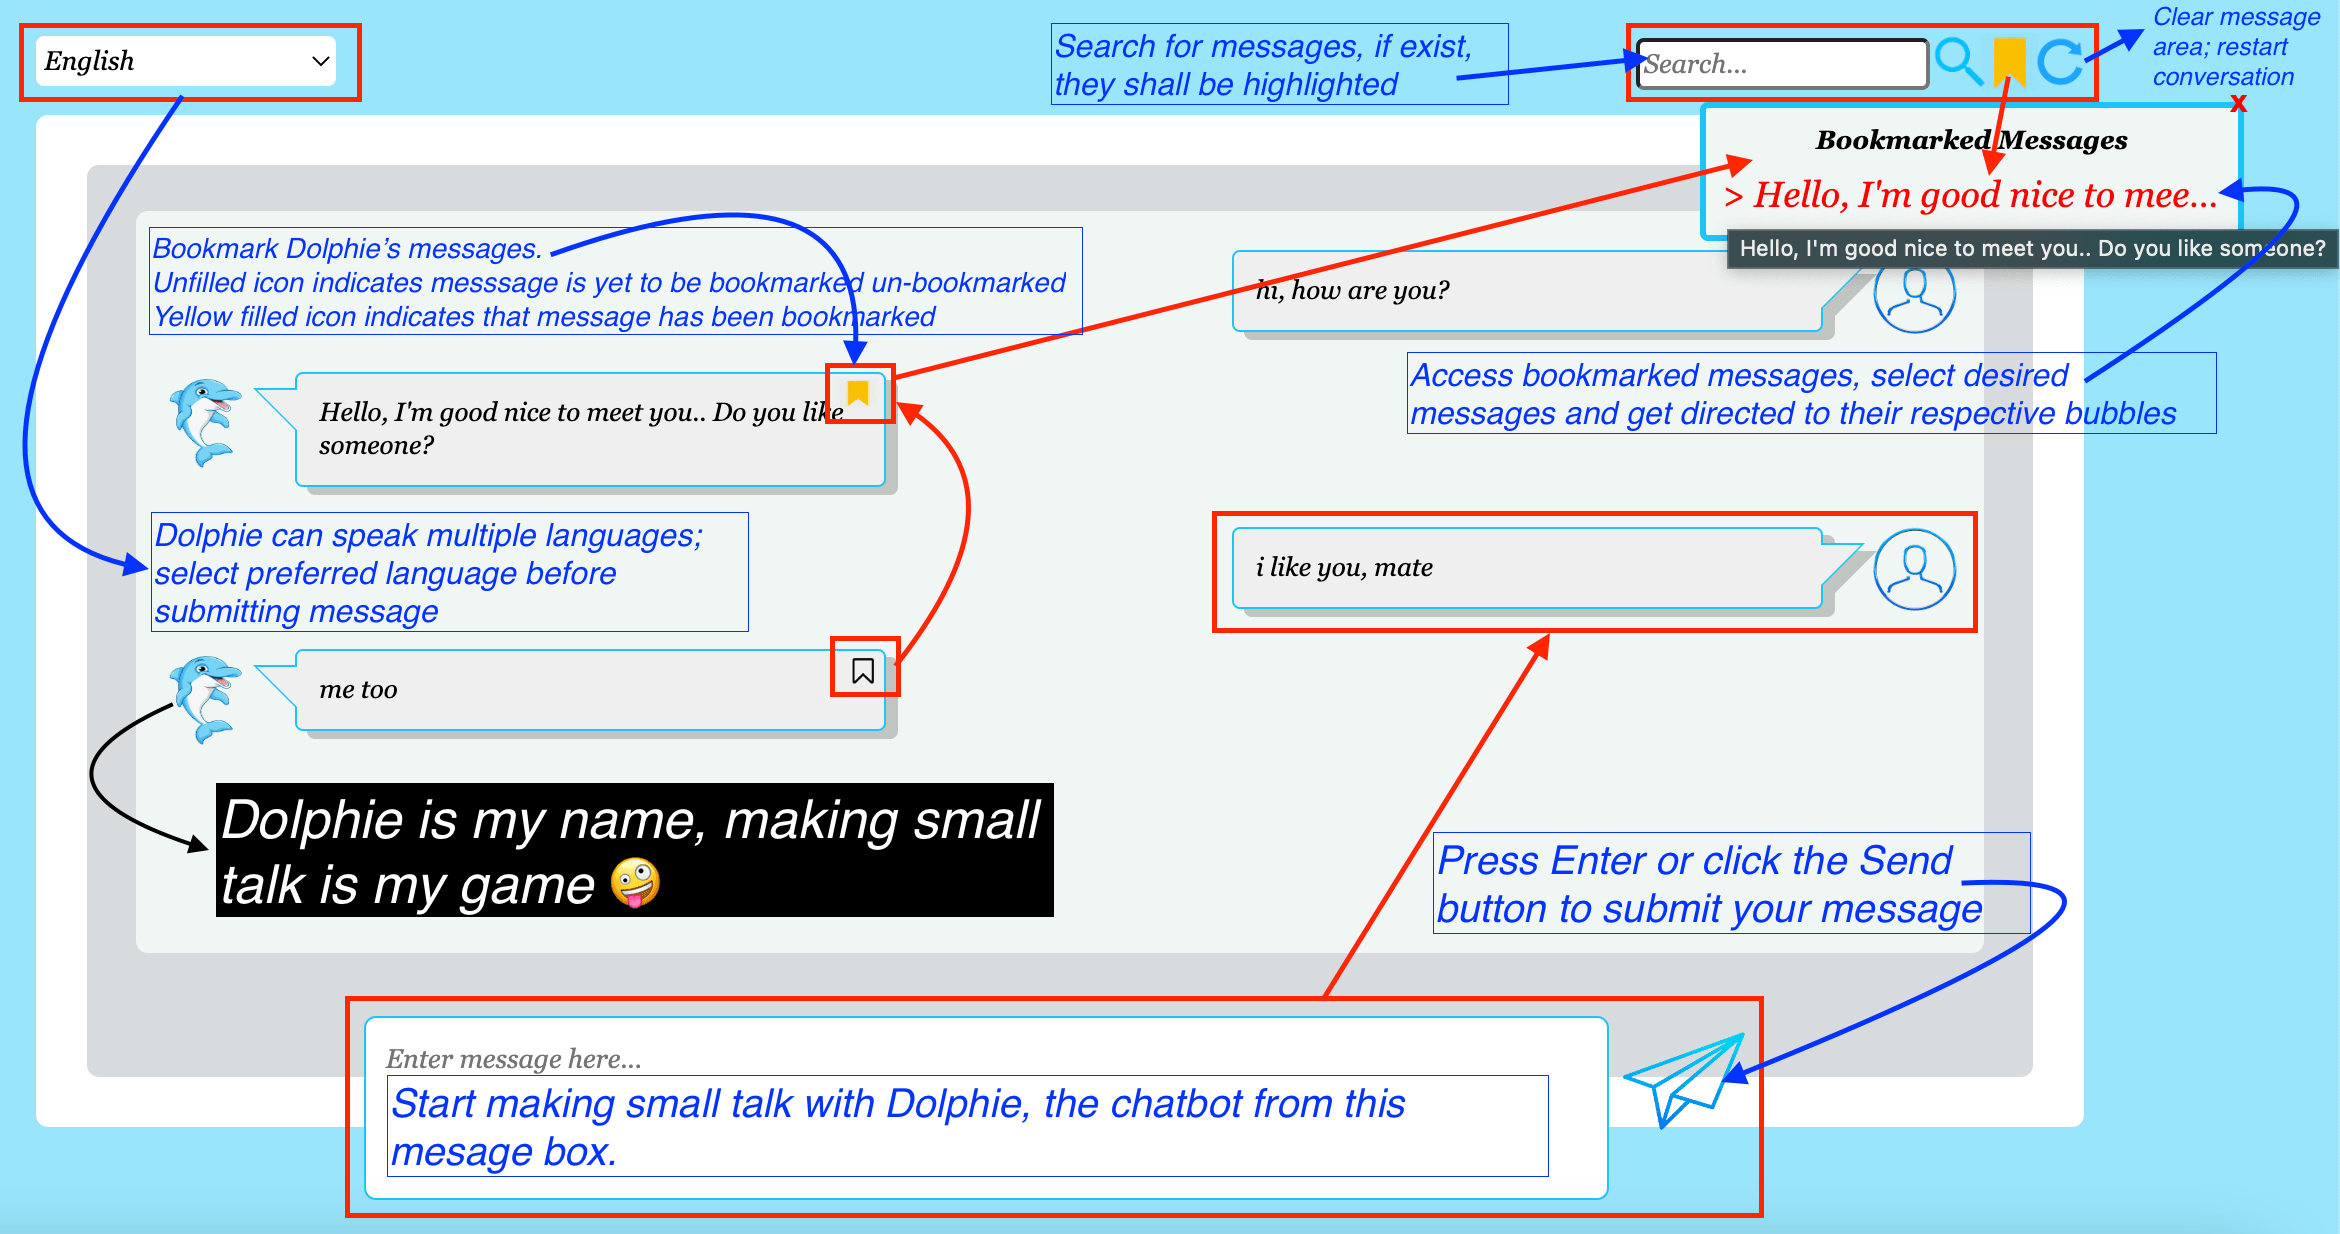 English
Search for messages, if exist,
they shall be highlighted
Search...
Clear message
area; restart
conversation
x
Bookmarked Messages
> Hello, I'm good nice to mee...
Hello, I'm good nice to meet you.. Do you like someone?
Bookmark Dolphie’s messages.
Unfilled icon indicates messsage is yet to be bookmarked un-bookmarked
Yellow filled icon indicates that message has been bookmarked
hi, how are you?
Access bookmarked messages, select desired
messages and get directed to their respective bubbles
Hello, I'm good nice to meet you.. Do you like
someone?
Dolphie can speak multiple languages;
select preferred language before
submitting message
i like you, mate
me too
Dolphie is my name, making small
talk is my game 🤪
Press Enter or click the Send
button to submit your message
Enter message here...
Start making small talk with Dolphie, the chatbot from this
mesage box.